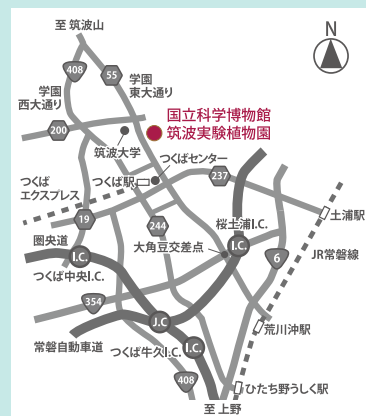 至 筑波山
N
408
55
学園
東大通り
学園
西大通り
国立科学博物館
筑波実験植物園
200
筑波大学
つくばセンター
つくば
エクスプレス
つくば駅
237
19
244
桜土浦I.C.
土浦駅
圏央道
I.C.
つくば中央I.C.
大角豆交差点
I.C.
6
JR常磐線
354
J.C
荒川沖駅
常磐自動車道
つくば牛久I.C.
I.C.
408
ひたち野うしく駅
至 上野